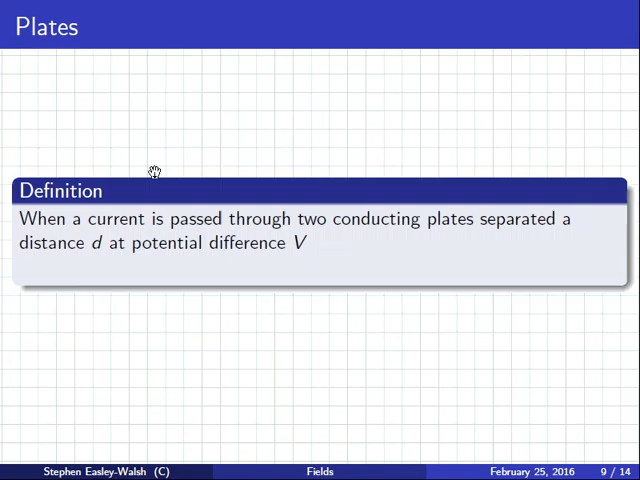 Plates
Definition
When a current is passed through two conducting plates separated a
distance d at potential difference V
Stephen Easley-Walsh (C) Fields February 25, 2016 9 / 14